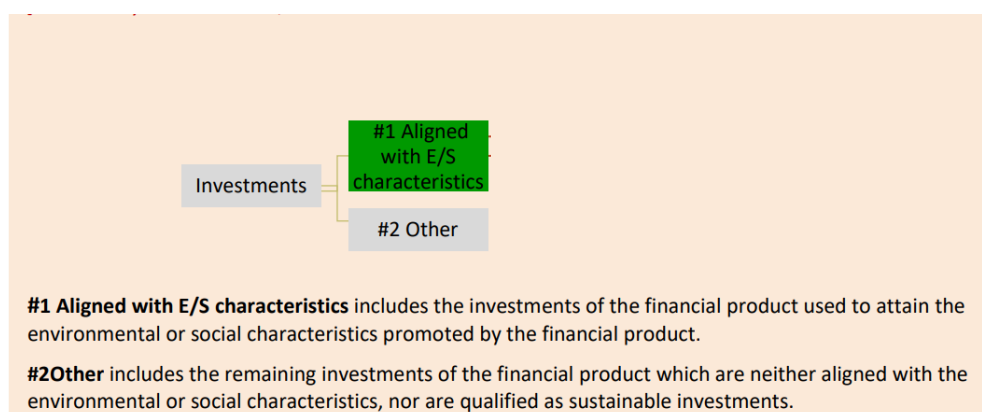 #1 Aligned
with E/S
characteristics
Investments
#2 Other
#1 Aligned with E/S characteristics includes the investments of the financial product used to attain the
environmental or social characteristics promoted by the financial product.
#2Other includes the remaining investments of the financial product which are neither aligned with the
environmental or social characteristics, nor are qualified as sustainable investments.